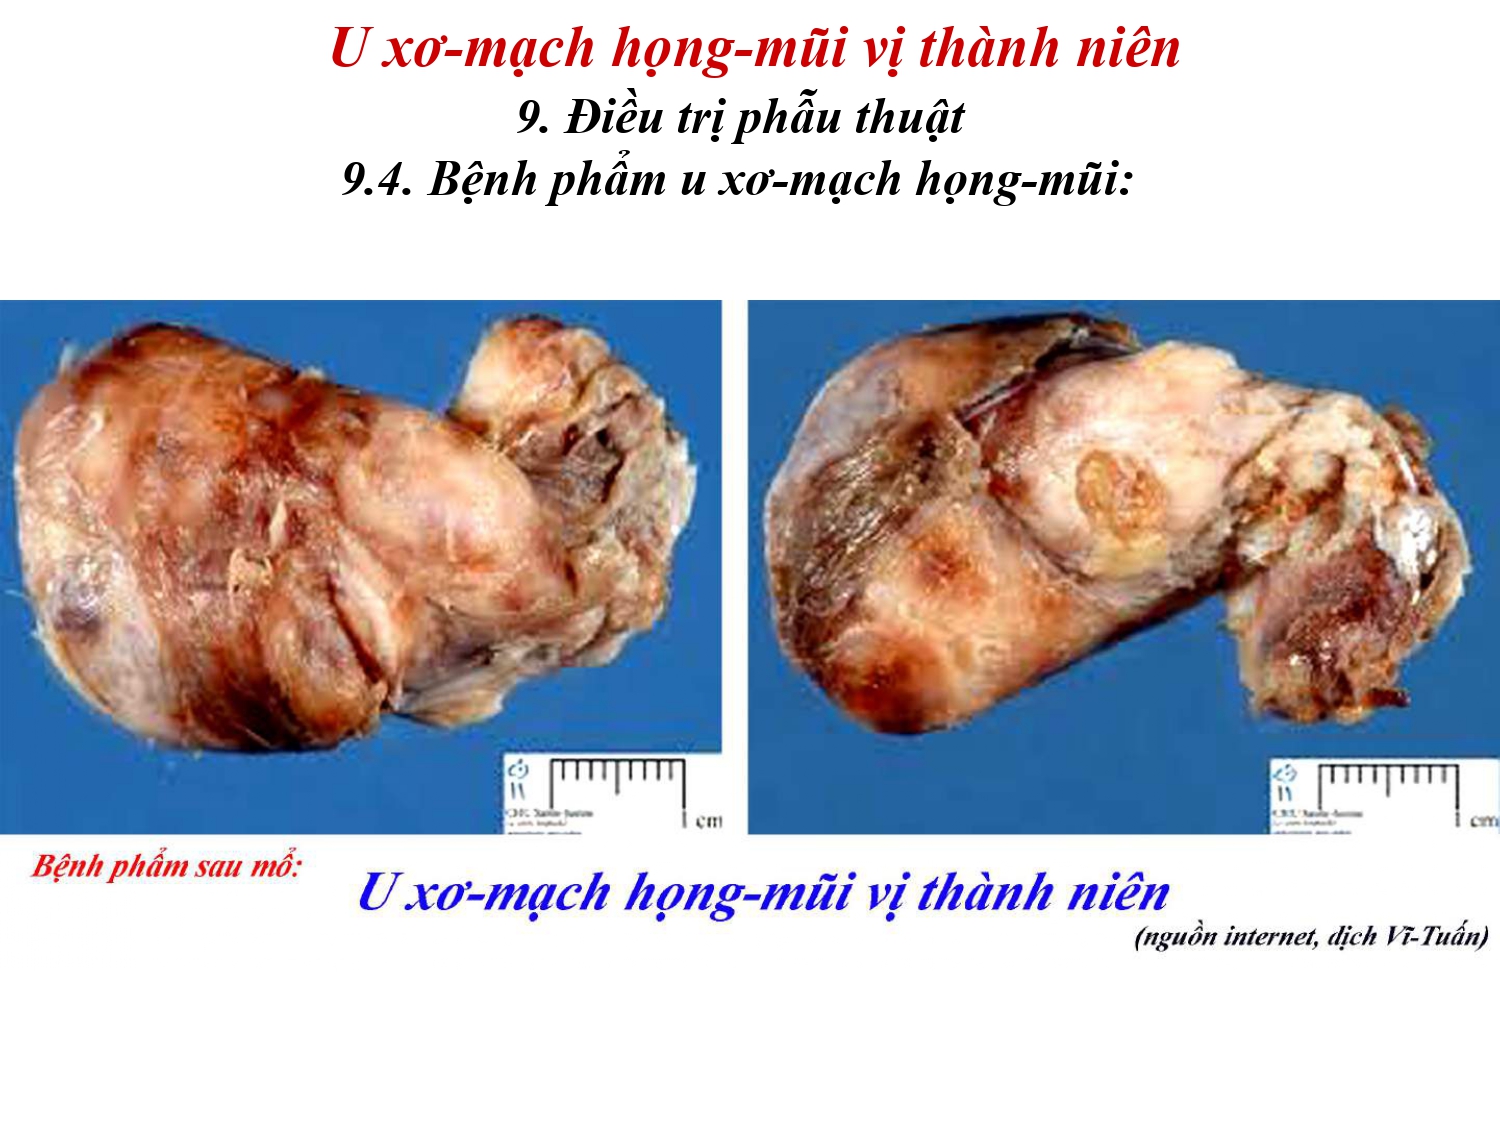 U xơ-mạch họng-mũi vị thành niên
9. Điều trị phẫu thuật
9.4. Bệnh phẩm u xơ-mạch họng-mũi:
11
cm
11
cm
Bệnh phẩm sau mổ:
U xơ-mạch họng-mũi vị thành niên
(nguồn internet, dịch Vĩ-Tuấn)